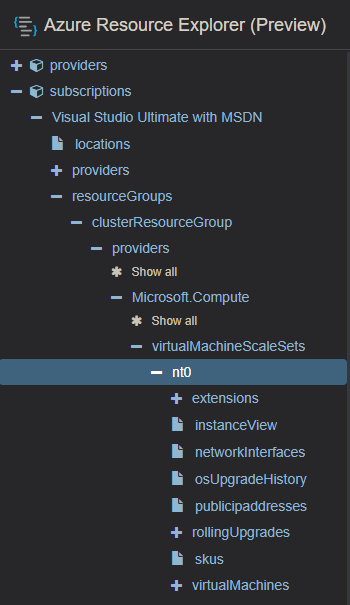 Azure Resource Explorer (Preview)
providers
subscriptions
Visual Studio Ultimate with MSDN
locations
providers
resourceGroups
clusterResourceGroup
providers
Show all
Microsoft.Compute
Show all
virtualMachineScaleSets
nt0
extensions
instanceView
networkInterfaces
osUpgradeHistory
publicipaddresses
rollingUpgrades
skus
virtualMachines